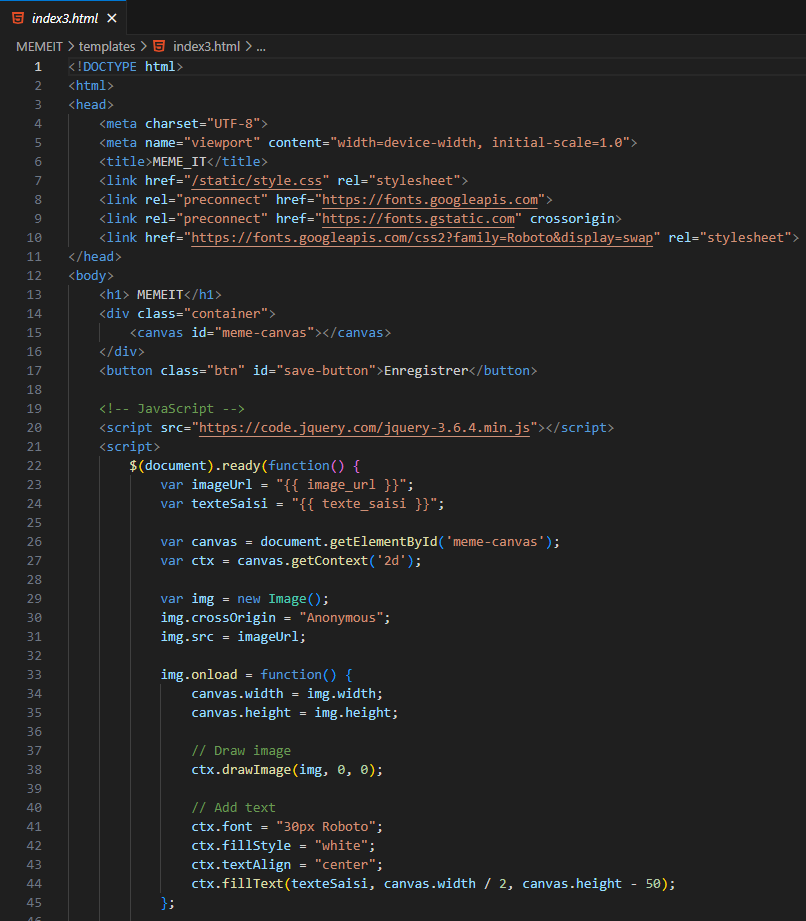 index3.html
MEMEIT > templates > index3.html > ...
1 <!DOCTYPE html>
2 <html>
3 <head>
4     <meta charset="UTF-8">
5     <meta name="viewport" content="width=device-width, initial-scale=1.0">
6     <title>MEME_IT</title>
7     <link href="/static/style.css" rel="stylesheet">
8     <link rel="preconnect" href="https://fonts.googleapis.com">
9     <link rel="preconnect" href="https://fonts.gstatic.com" crossorigin>
10     <link href="https://fonts.googleapis.com/css2?family=Roboto&display=swap" rel="stylesheet">
11 </head>
12 <body>
13     <h1> MEMEIT</h1>
14     <div class="container">
15         <canvas id="meme-canvas"></canvas>
16     </div>
17     <button class="btn" id="save-button">Enregistrer</button>
18
19     <!-- JavaScript -->
20     <script src="https://code.jquery.com/jquery-3.6.4.min.js"></script>
21     <script>
22         $(document).ready(function() {
23             var imageUrl = "{{ image_url }}";
24             var texteSaisi = "{{ texte_saisi }}";
25
26             var canvas = document.getElementById('meme-canvas');
27             var ctx = canvas.getContext('2d');
28
29             var img = new Image();
30             img.crossOrigin = "Anonymous";
31             img.src = imageUrl;
32
33             img.onload = function() {
34                 canvas.width = img.width;
35                 canvas.height = img.height;
36
37                 // Draw image
38                 ctx.drawImage(img, 0, 0);
39
40                 // Add text
41                 ctx.font = "30px Roboto";
42                 ctx.fillStyle = "white";
43                 ctx.textAlign = "center";
44                 ctx.fillText(texteSaisi, canvas.width / 2, canvas.height - 50);
45             };